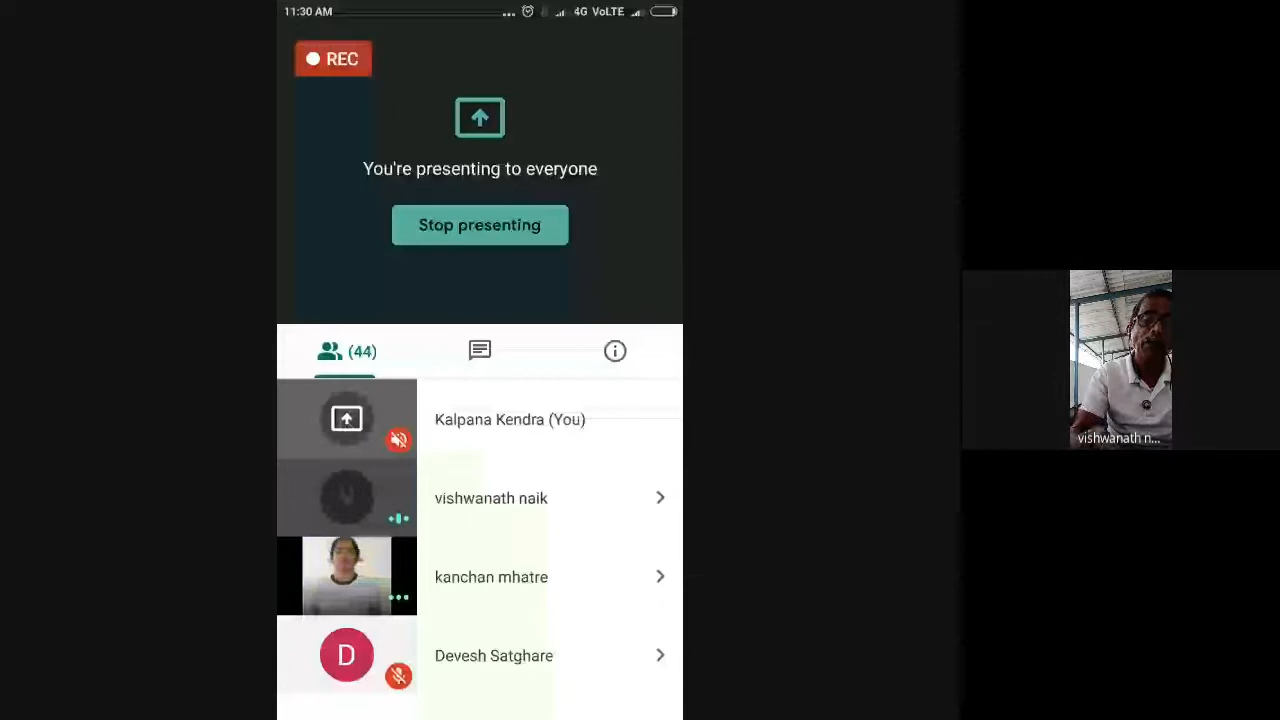 11:30 AM
4G VoLTE
REC
You're presenting to everyone
Stop presenting
(44)
Kalpana Kendra (You)
vishwanath naik
kanchan mhatre
D
Devesh Satghare
vishwanath n...